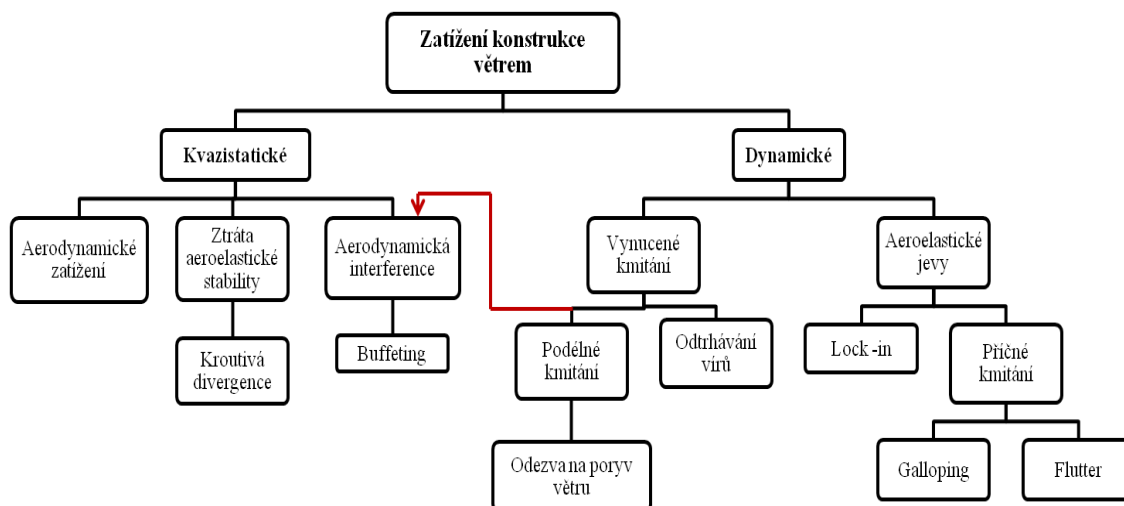 Zatížení konstrukce
větrem
Kvazistatické
Dynamické
Aerodynamické
zatížení
Ztráta
aeroelastické
stability
Aerodynamická
interference
Vynucené
kmitání
Aeroelastické
jevy
Kroutivá
divergence
Buffeting
Podélné
kmitání
Odtrhávání
vírů
Lock -in
Příčné
kmitání
Odezva na poryv
větru
Galloping
Flutter